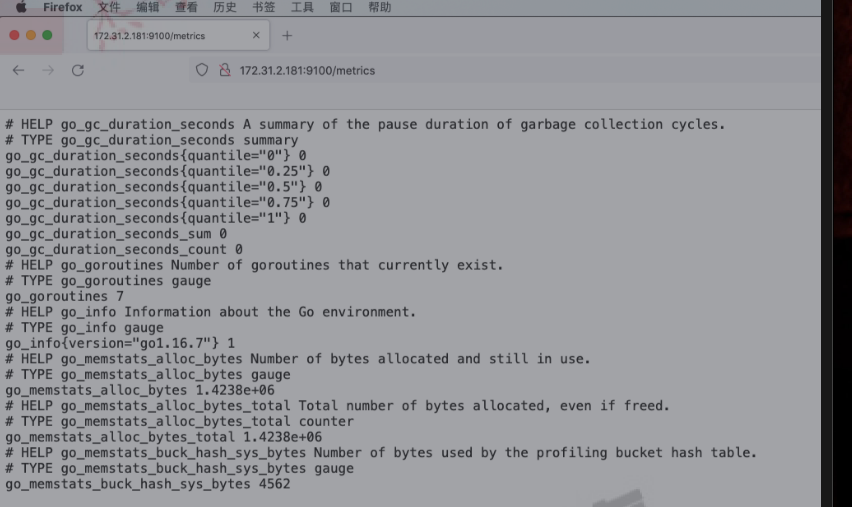 Firefox 文件 编辑 查看 历史 书签 工具 窗口 帮助
172.31.2.181:9100/metrics
172.31.2.181:9100/metrics
# HELP go_gc_duration_seconds A summary of the pause duration of garbage collection cycles.
# TYPE go_gc_duration_seconds summary
go_gc_duration_seconds{quantile="0"} 0
go_gc_duration_seconds{quantile="0.25"} 0
go_gc_duration_seconds{quantile="0.5"} 0
go_gc_duration_seconds{quantile="0.75"} 0
go_gc_duration_seconds{quantile="1"} 0
go_gc_duration_seconds_sum 0
go_gc_duration_seconds_count 0
# HELP go_goroutines Number of goroutines that currently exist.
# TYPE go_goroutines gauge
go_goroutines 7
# HELP go_info Information about the Go environment.
# TYPE go_info gauge
go_info{version="go1.16.7"} 1
# HELP go_memstats_alloc_bytes Number of bytes allocated and still in use.
# TYPE go_memstats_alloc_bytes gauge
go_memstats_alloc_bytes 1.4238e+06
# HELP go_memstats_alloc_bytes_total Total number of bytes allocated, even if freed.
# TYPE go_memstats_alloc_bytes_total counter
go_memstats_alloc_bytes_total 1.4238e+06
# HELP go_memstats_buck_hash_sys_bytes Number of bytes used by the profiling bucket hash table.
# TYPE go_memstats_buck_hash_sys_bytes gauge
go_memstats_buck_hash_sys_bytes 4562